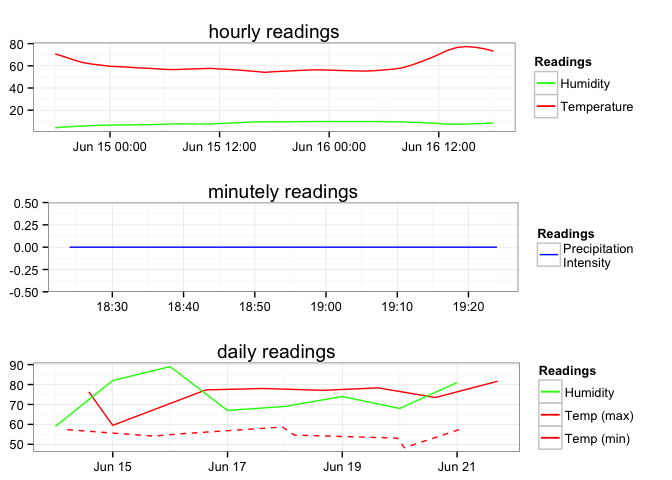 hourly readings
80
60
40
20
Jun 15 00:00 Jun 15 12:00 Jun 16 00:00 Jun 16 12:00
Readings
Humidity
Temperature
minutely readings
0.50
0.25
0.00
-0.25
-0.50
18:30 18:40 18:50 19:00 19:10 19:20
Readings
Precipitation
Intensity
daily readings
90
80
70
60
50
Jun 15 Jun 17 Jun 19 Jun 21
Readings
Humidity
Temp (max)
Temp (min)